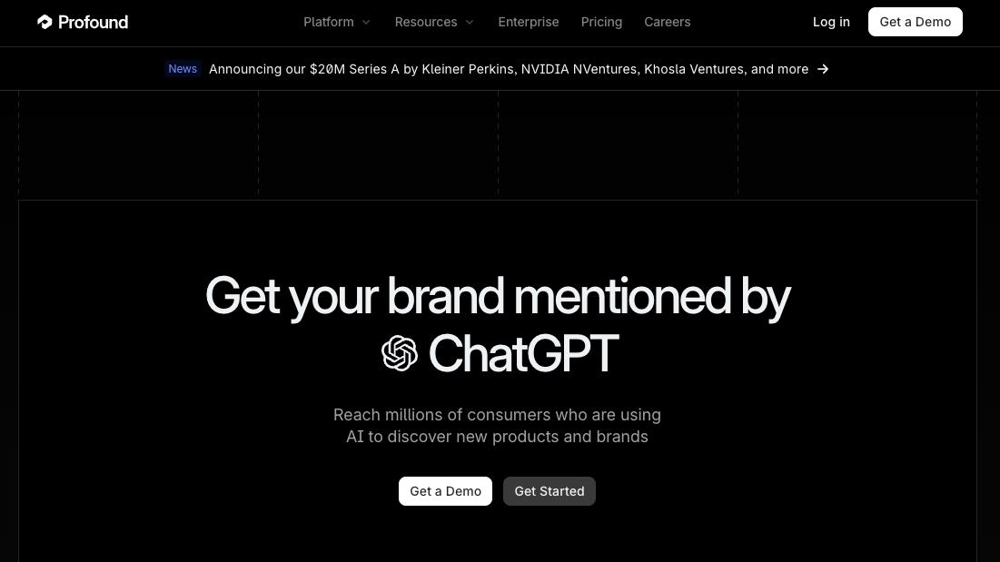 Profound
Platform
Resources
Enterprise
Pricing
Careers
Log in
Get a Demo
News
Announcing our $20M Series A by Kleiner Perkins, NVIDIA NVentures, Khosla Ventures, and more →
Get your brand mentioned by
ChatGPT
Reach millions of consumers who are using
AI to discover new products and brands
Get a Demo
Get Started